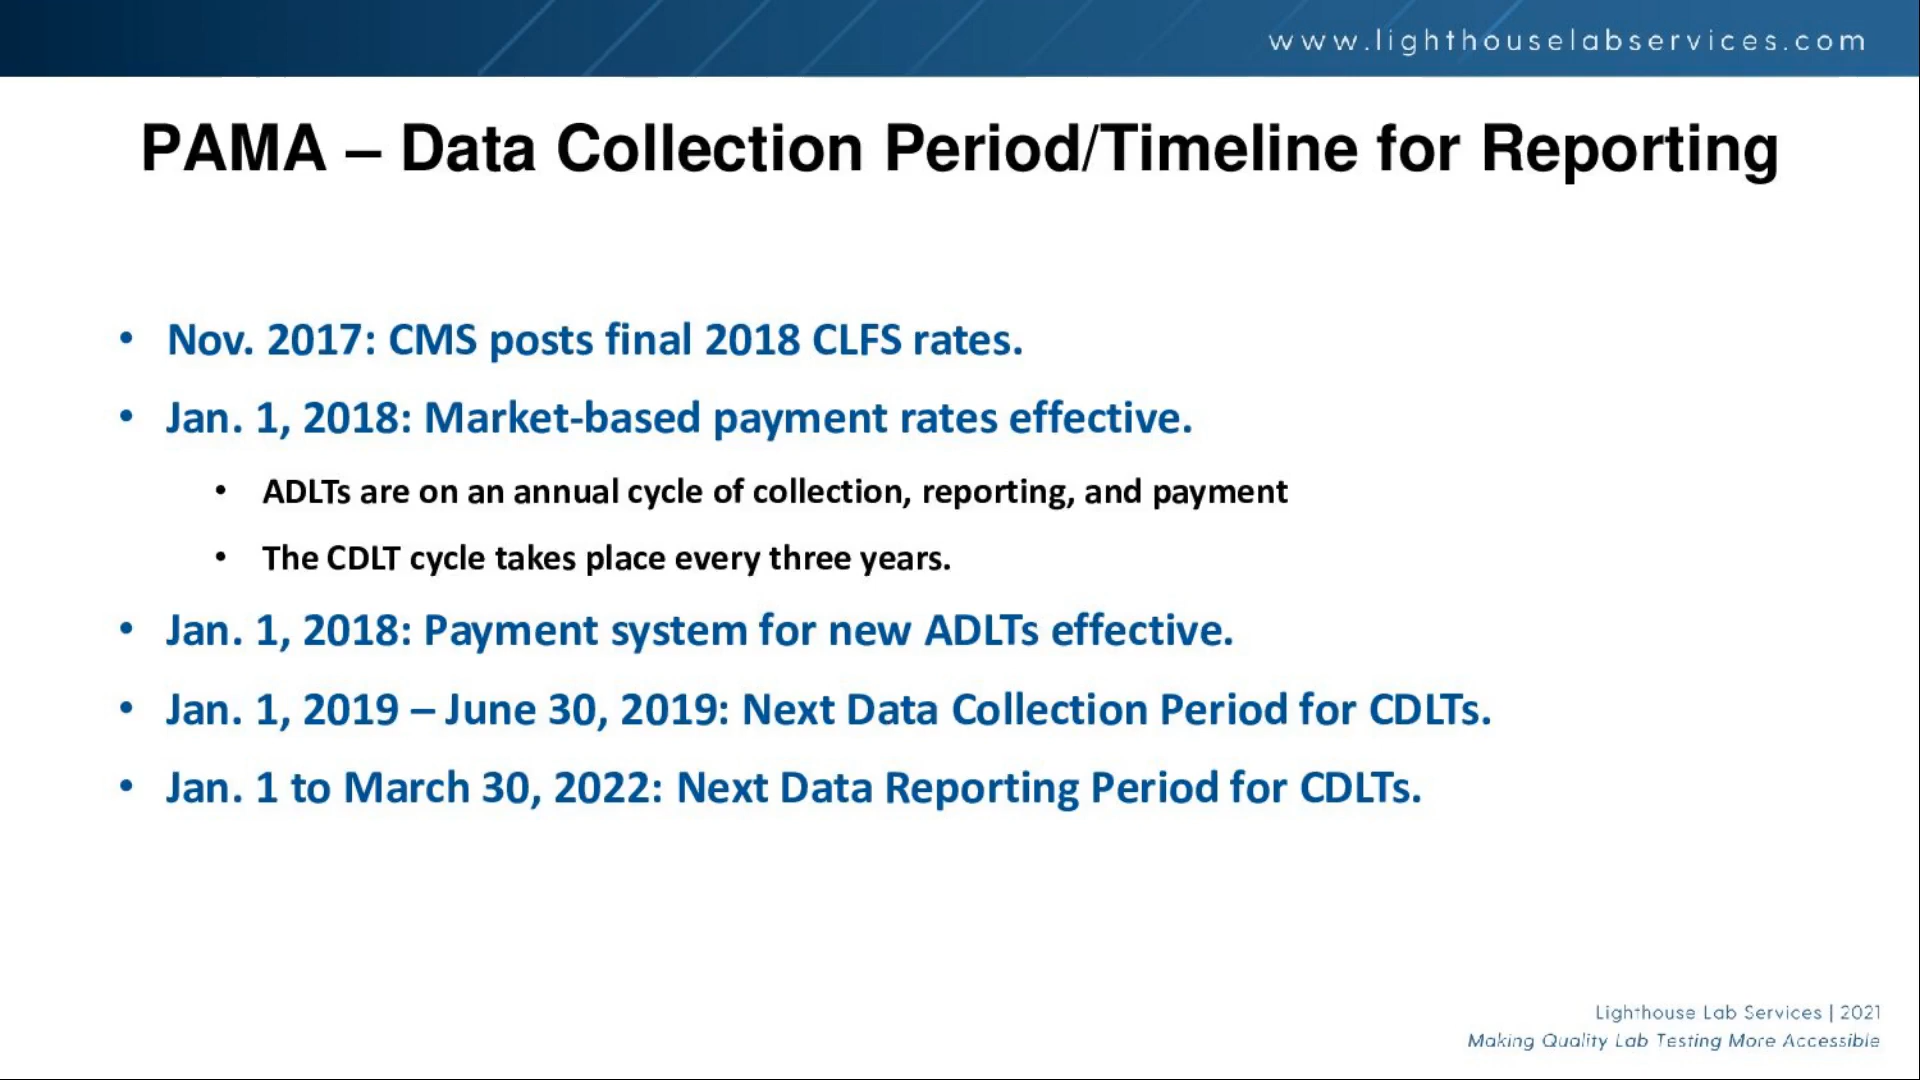 www.lighthouselabservices.com
PAMA – Data Collection Period/Timeline for Reporting
• Nov. 2017: CMS posts final 2018 CLFS rates.
• Jan. 1, 2018: Market-based payment rates effective.
• ADLTs are on an annual cycle of collection, reporting, and payment
• The CDLT cycle takes place every three years.
• Jan. 1, 2018: Payment system for new ADLTs effective.
• Jan. 1, 2019 – June 30, 2019: Next Data Collection Period for CDLTs.
• Jan. 1 to March 30, 2022: Next Data Reporting Period for CDLTs.
Lighthouse Lab Services | 2021
Making Quality Lab Testing More Accessible